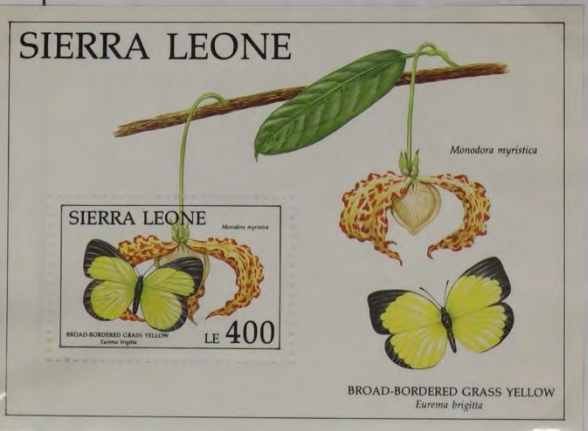 SIERRA LEONE
Monodora myristica
SIERRA LEONE
Monodora myristica
BROAD-BORDERED GRASS YELLOW
Eurema brigitta
LE 400
BROAD-BORDERED GRASS YELLOW
Eurema brigitta